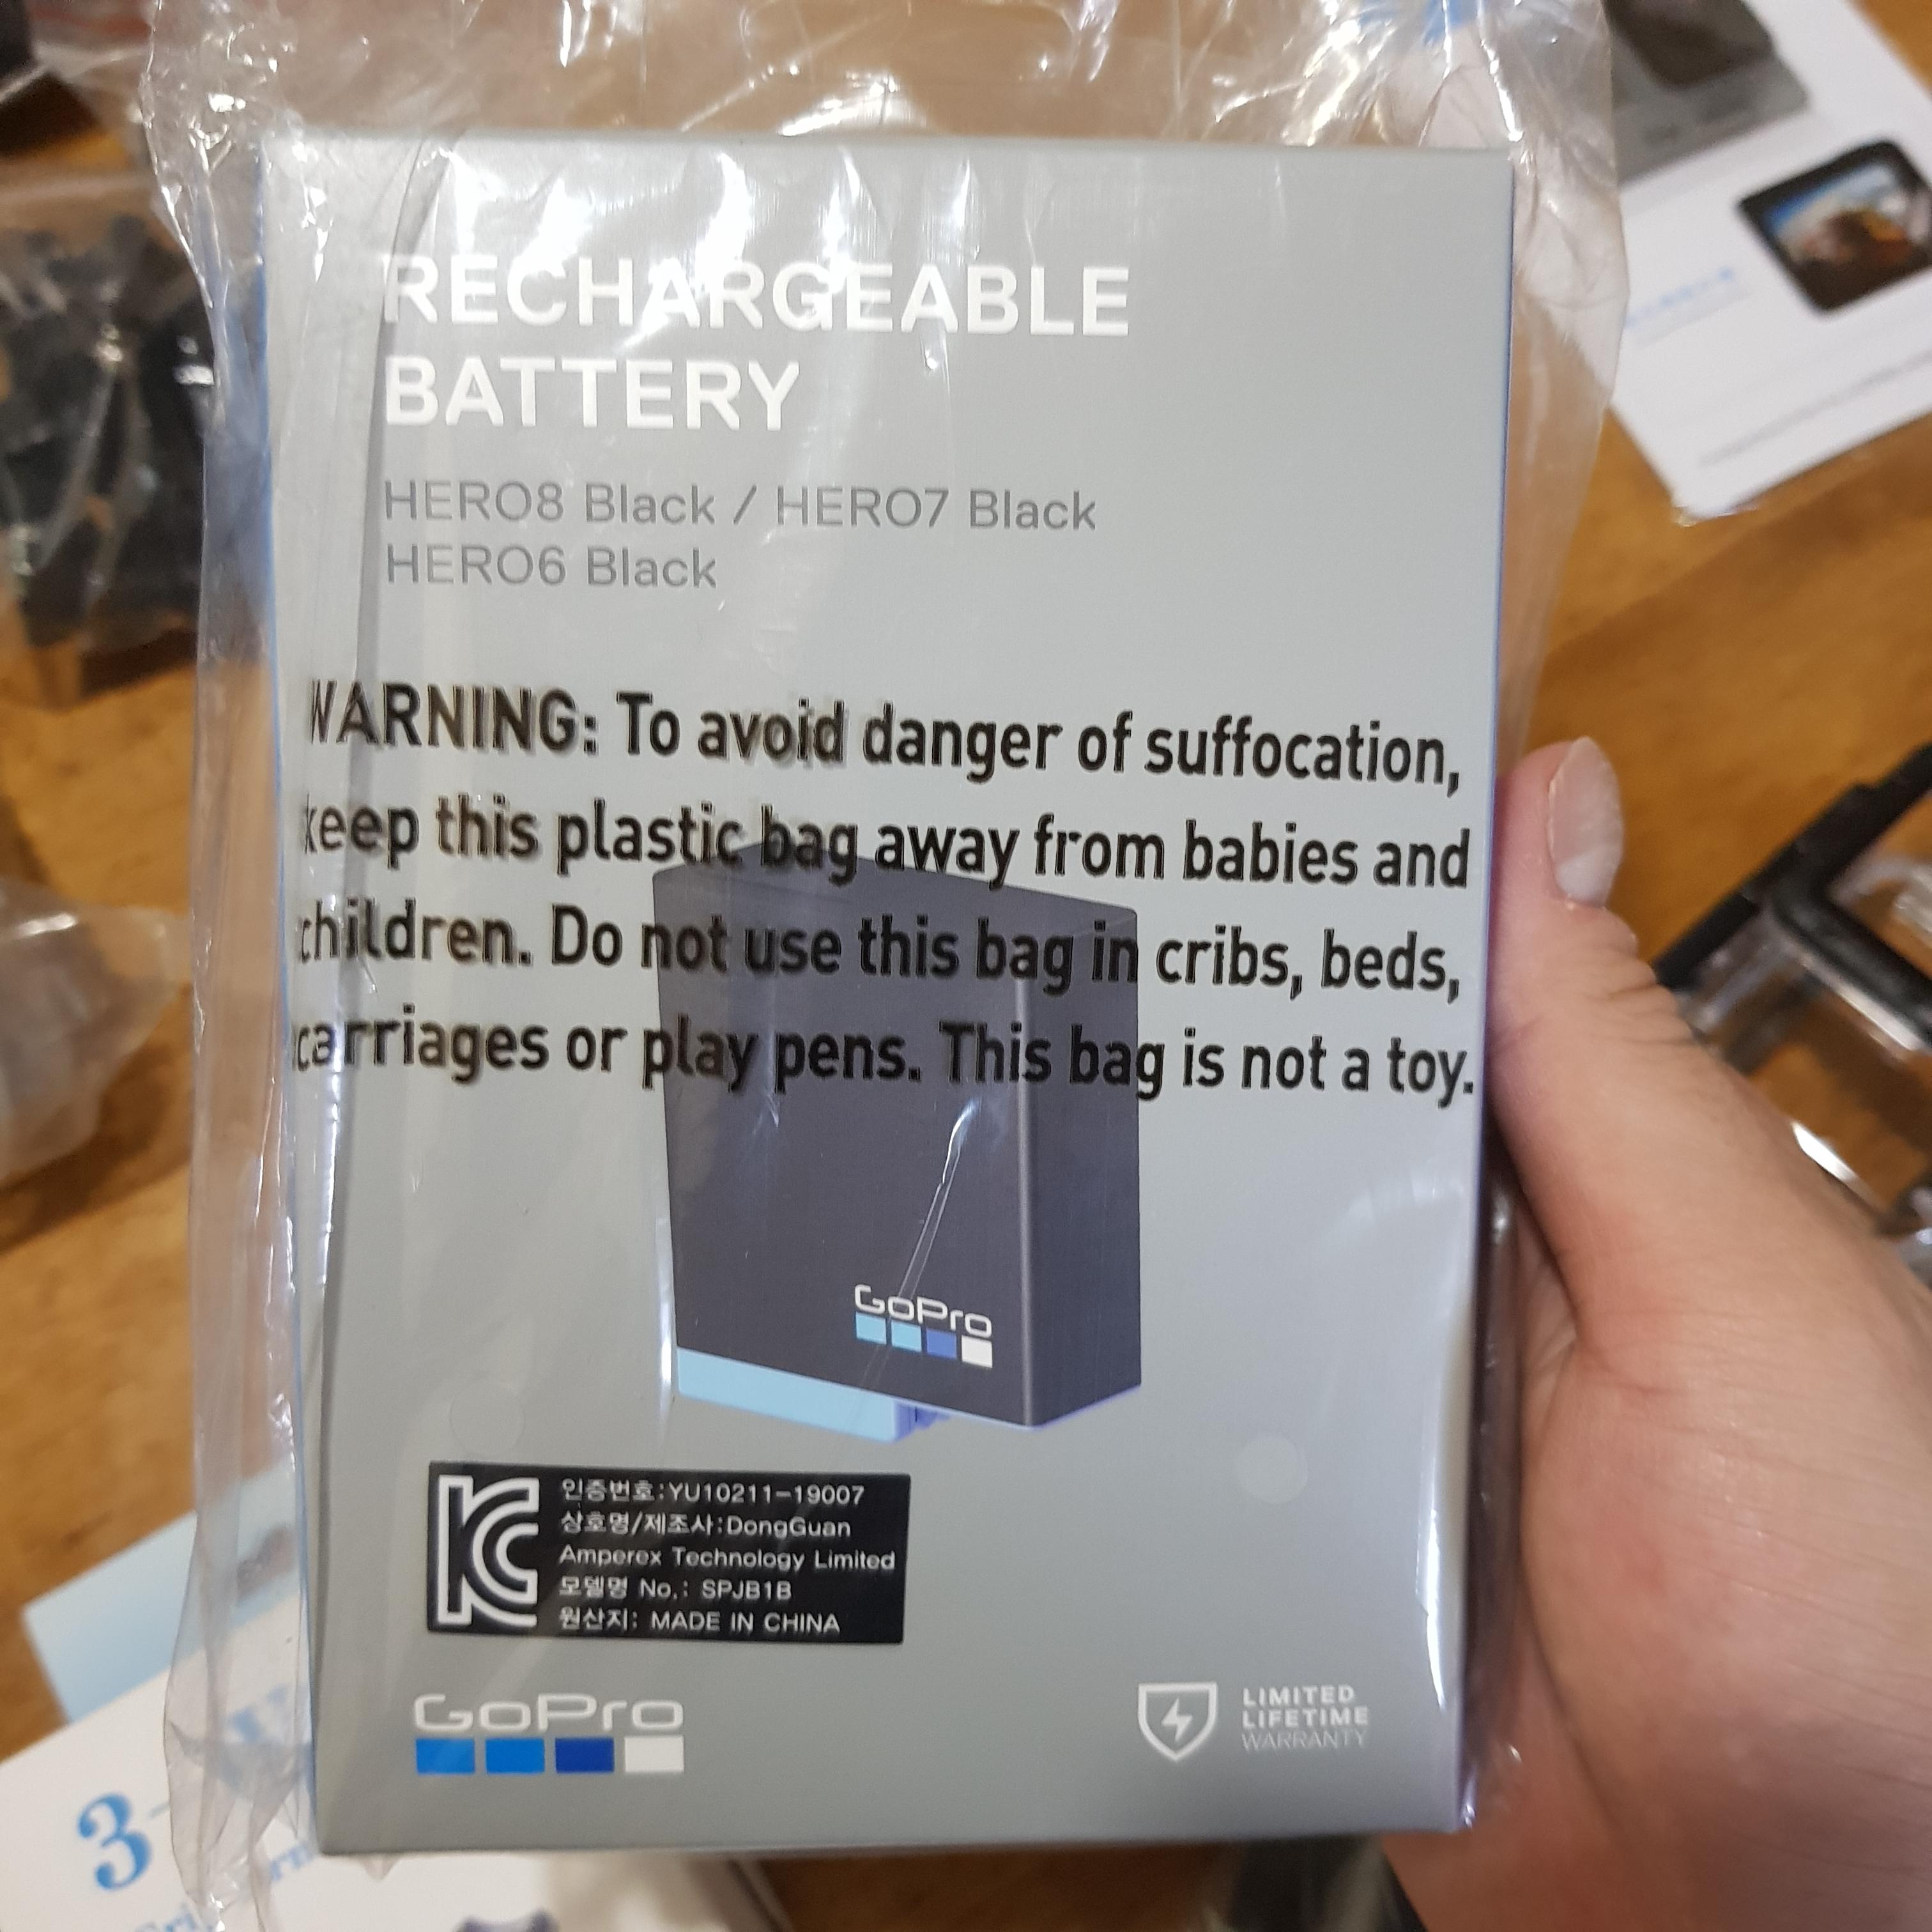 RECHARGEABLE
BATTERY
HERO8 Black / HERO7 Black
HERO6 Black
WARNING: To avoid danger of suffocation,
keep this plastic bag away from babies and
children. Do not use this bag in cribs, beds,
carriages or play pens. This bag is not a toy.
GoPro
인증번호:YU10211-19007
상호명/제조사:DongGuan
Amperex Technology Limited
모델명 No.: SPJB1B
원산지: MADE IN CHINA
GoPro
LIMITED
LIFETIME
WARRANTY
3-